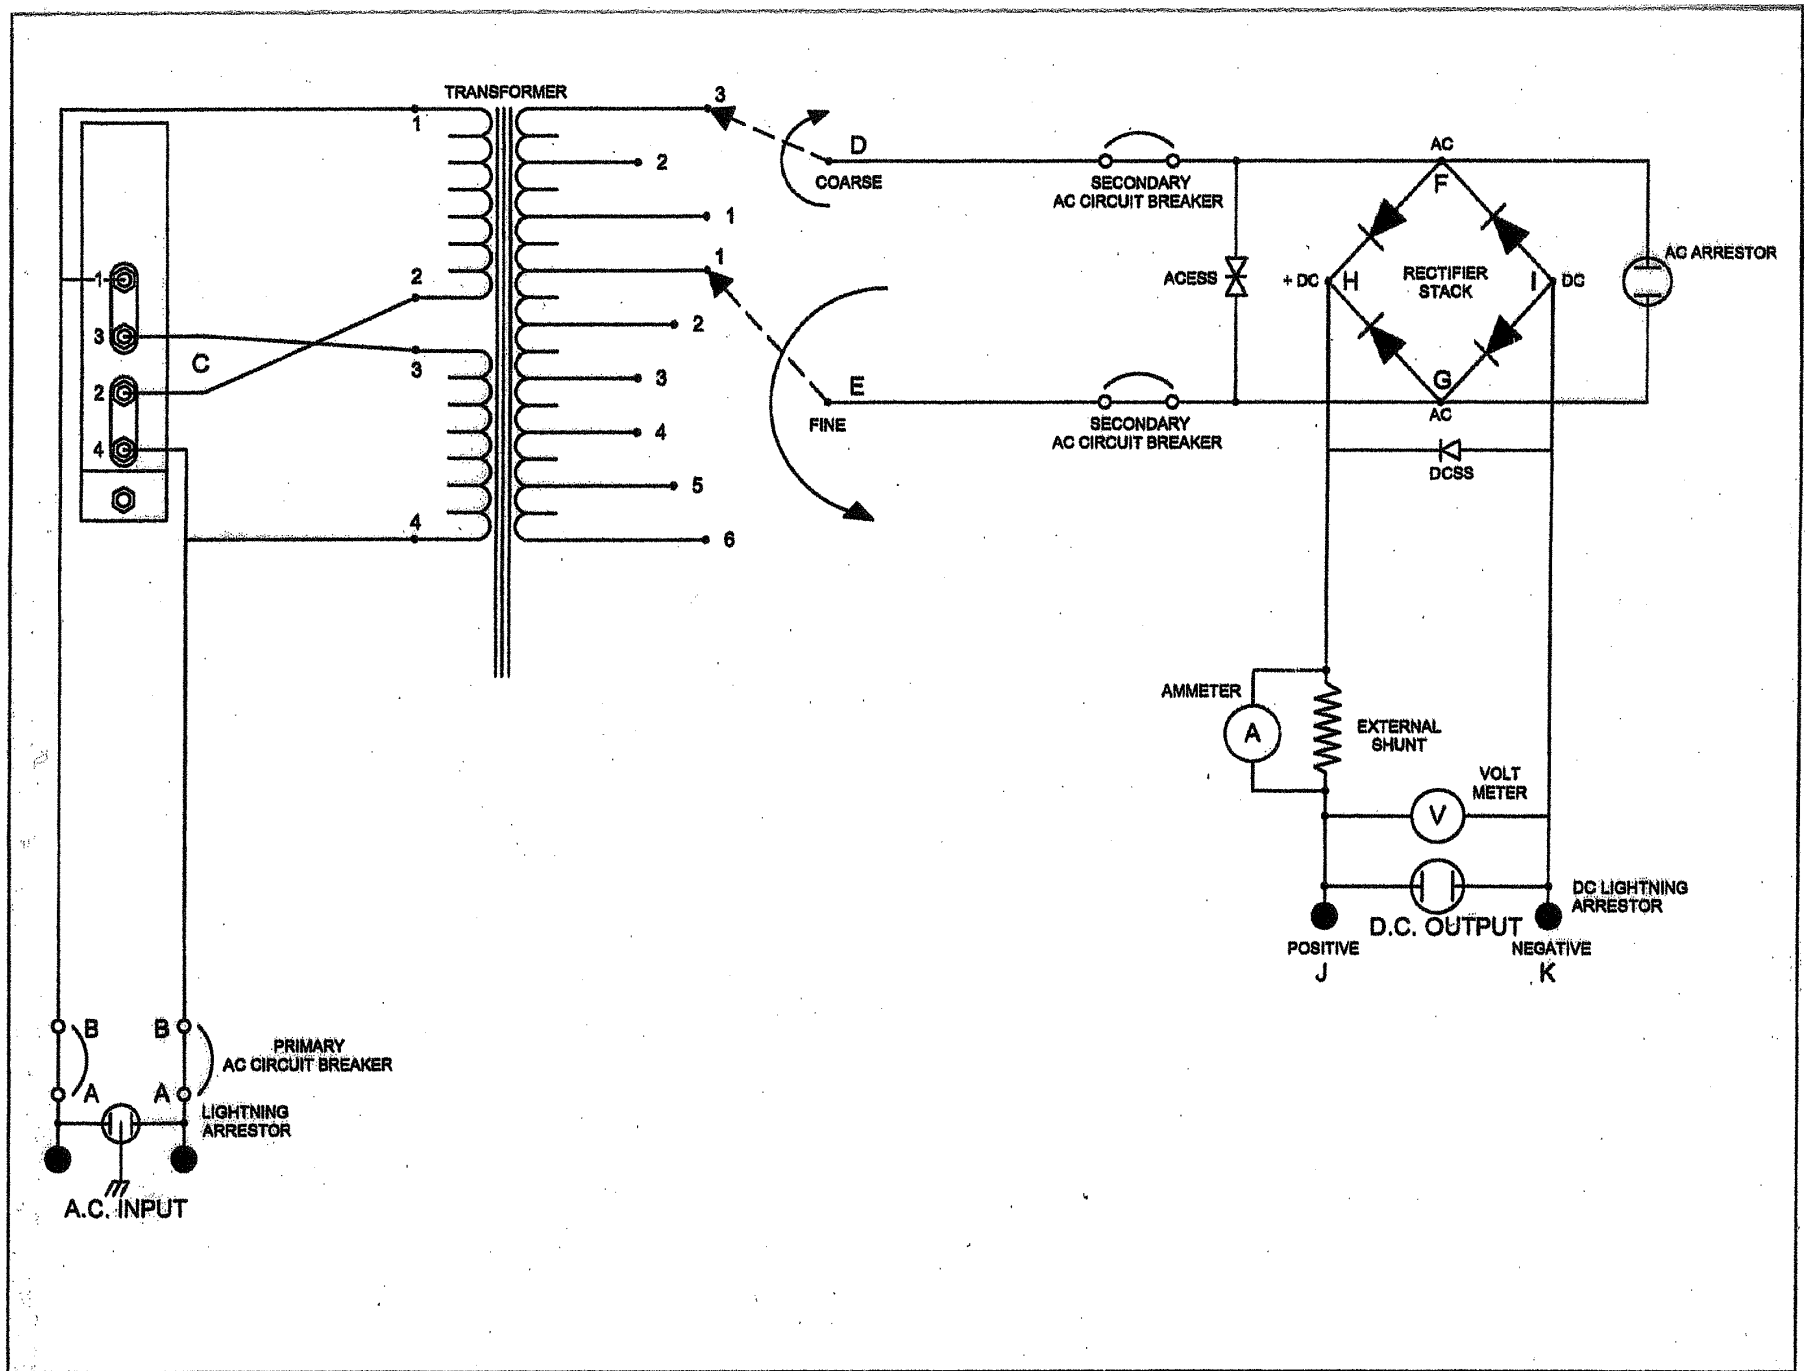 TRANSFORMER
1
2
3
4
3
2
1
1
2
3
4
5
6
1
3
2
4
C
D
COARSE
E
FINE
SECONDARY
AC CIRCUIT BREAKER
SECONDARY
AC CIRCUIT BREAKER
ACESS
AC
F
+ DC H
RECTIFIER
STACK
I DC
G
AC
AC ARRESTOR
DCSS
AMMETER
A
EXTERNAL
SHUNT
VOLT
METER
V
DC LIGHTNING
ARRESTOR
D.C. OUTPUT
POSITIVE
J
NEGATIVE
K
B
B
PRIMARY
AC CIRCUIT BREAKER
A
A
LIGHTNING
ARRESTOR
A.C. INPUT